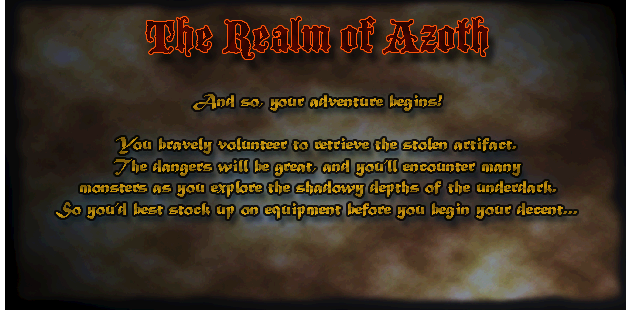 The Realm of Azoth
And so, your adventure begins!
You bravely volunteer to retrieve the stolen artifact.
The dangers will be great, and you'll encounter many
monsters as you explore the shadowy depths of the underdark.
So you'd best stock up on equipment before you begin your decent...